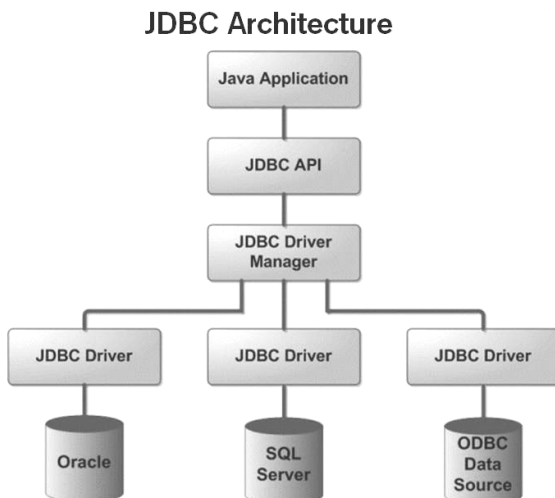 JDBC Architecture
Java Application
JDBC API
JDBC Driver
Manager
JDBC Driver
JDBC Driver
JDBC Driver
Oracle
SQL
Server
ODBC
Data
Source